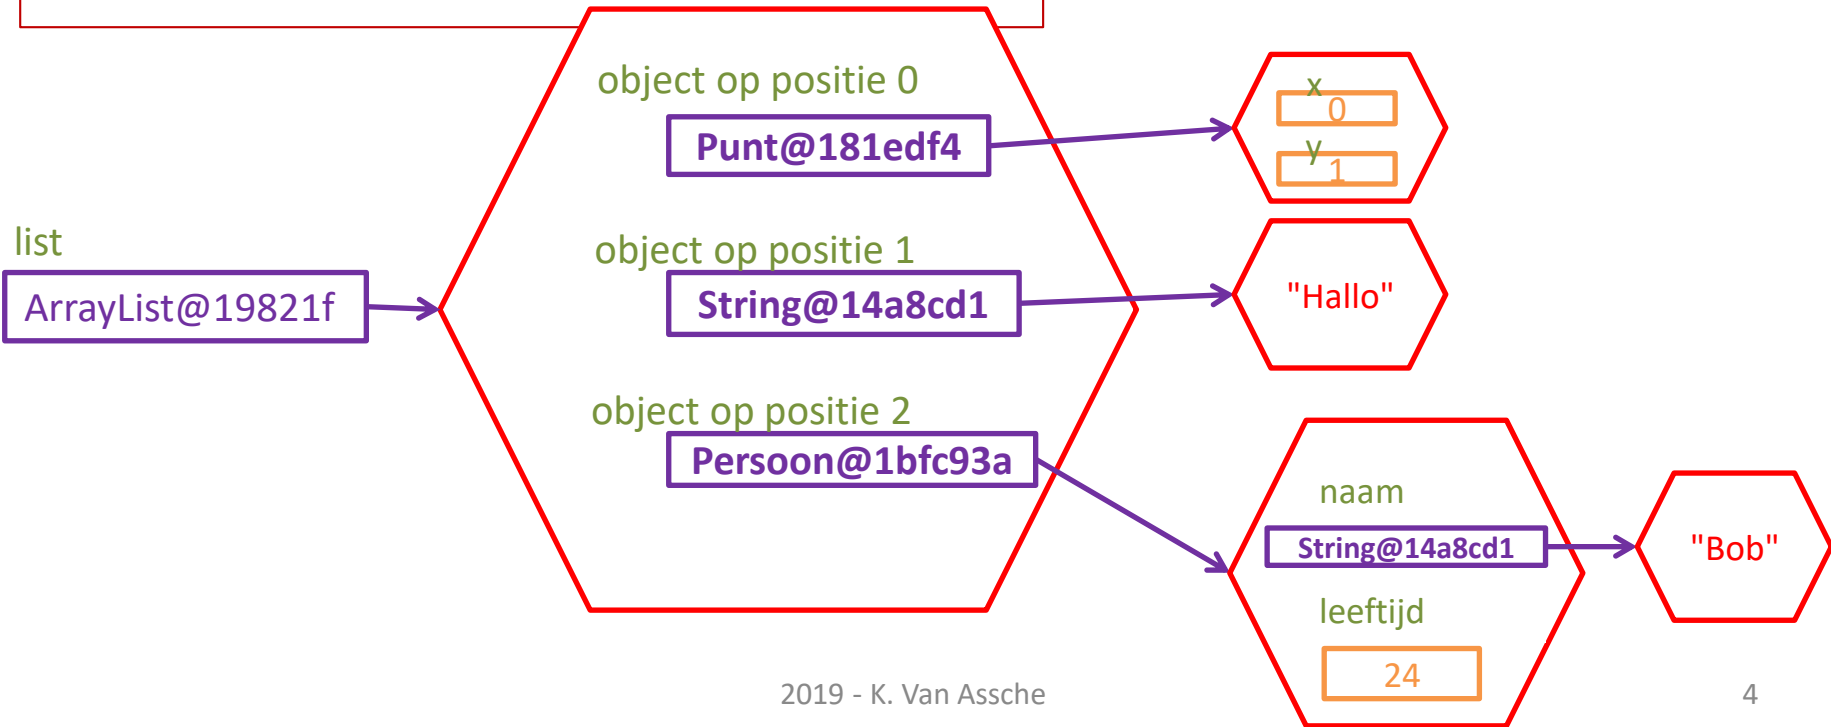 object op positie 0
Punt@181edf4
x
0
y
1
list
ArrayList@19821f
object op positie 1
String@14a8cd1
"Hallo"
object op positie 2
Persoon@1bfc93a
naam
String@14a8cd1
"Bob"
leeftijd
24
2019 - K. Van Assche
4